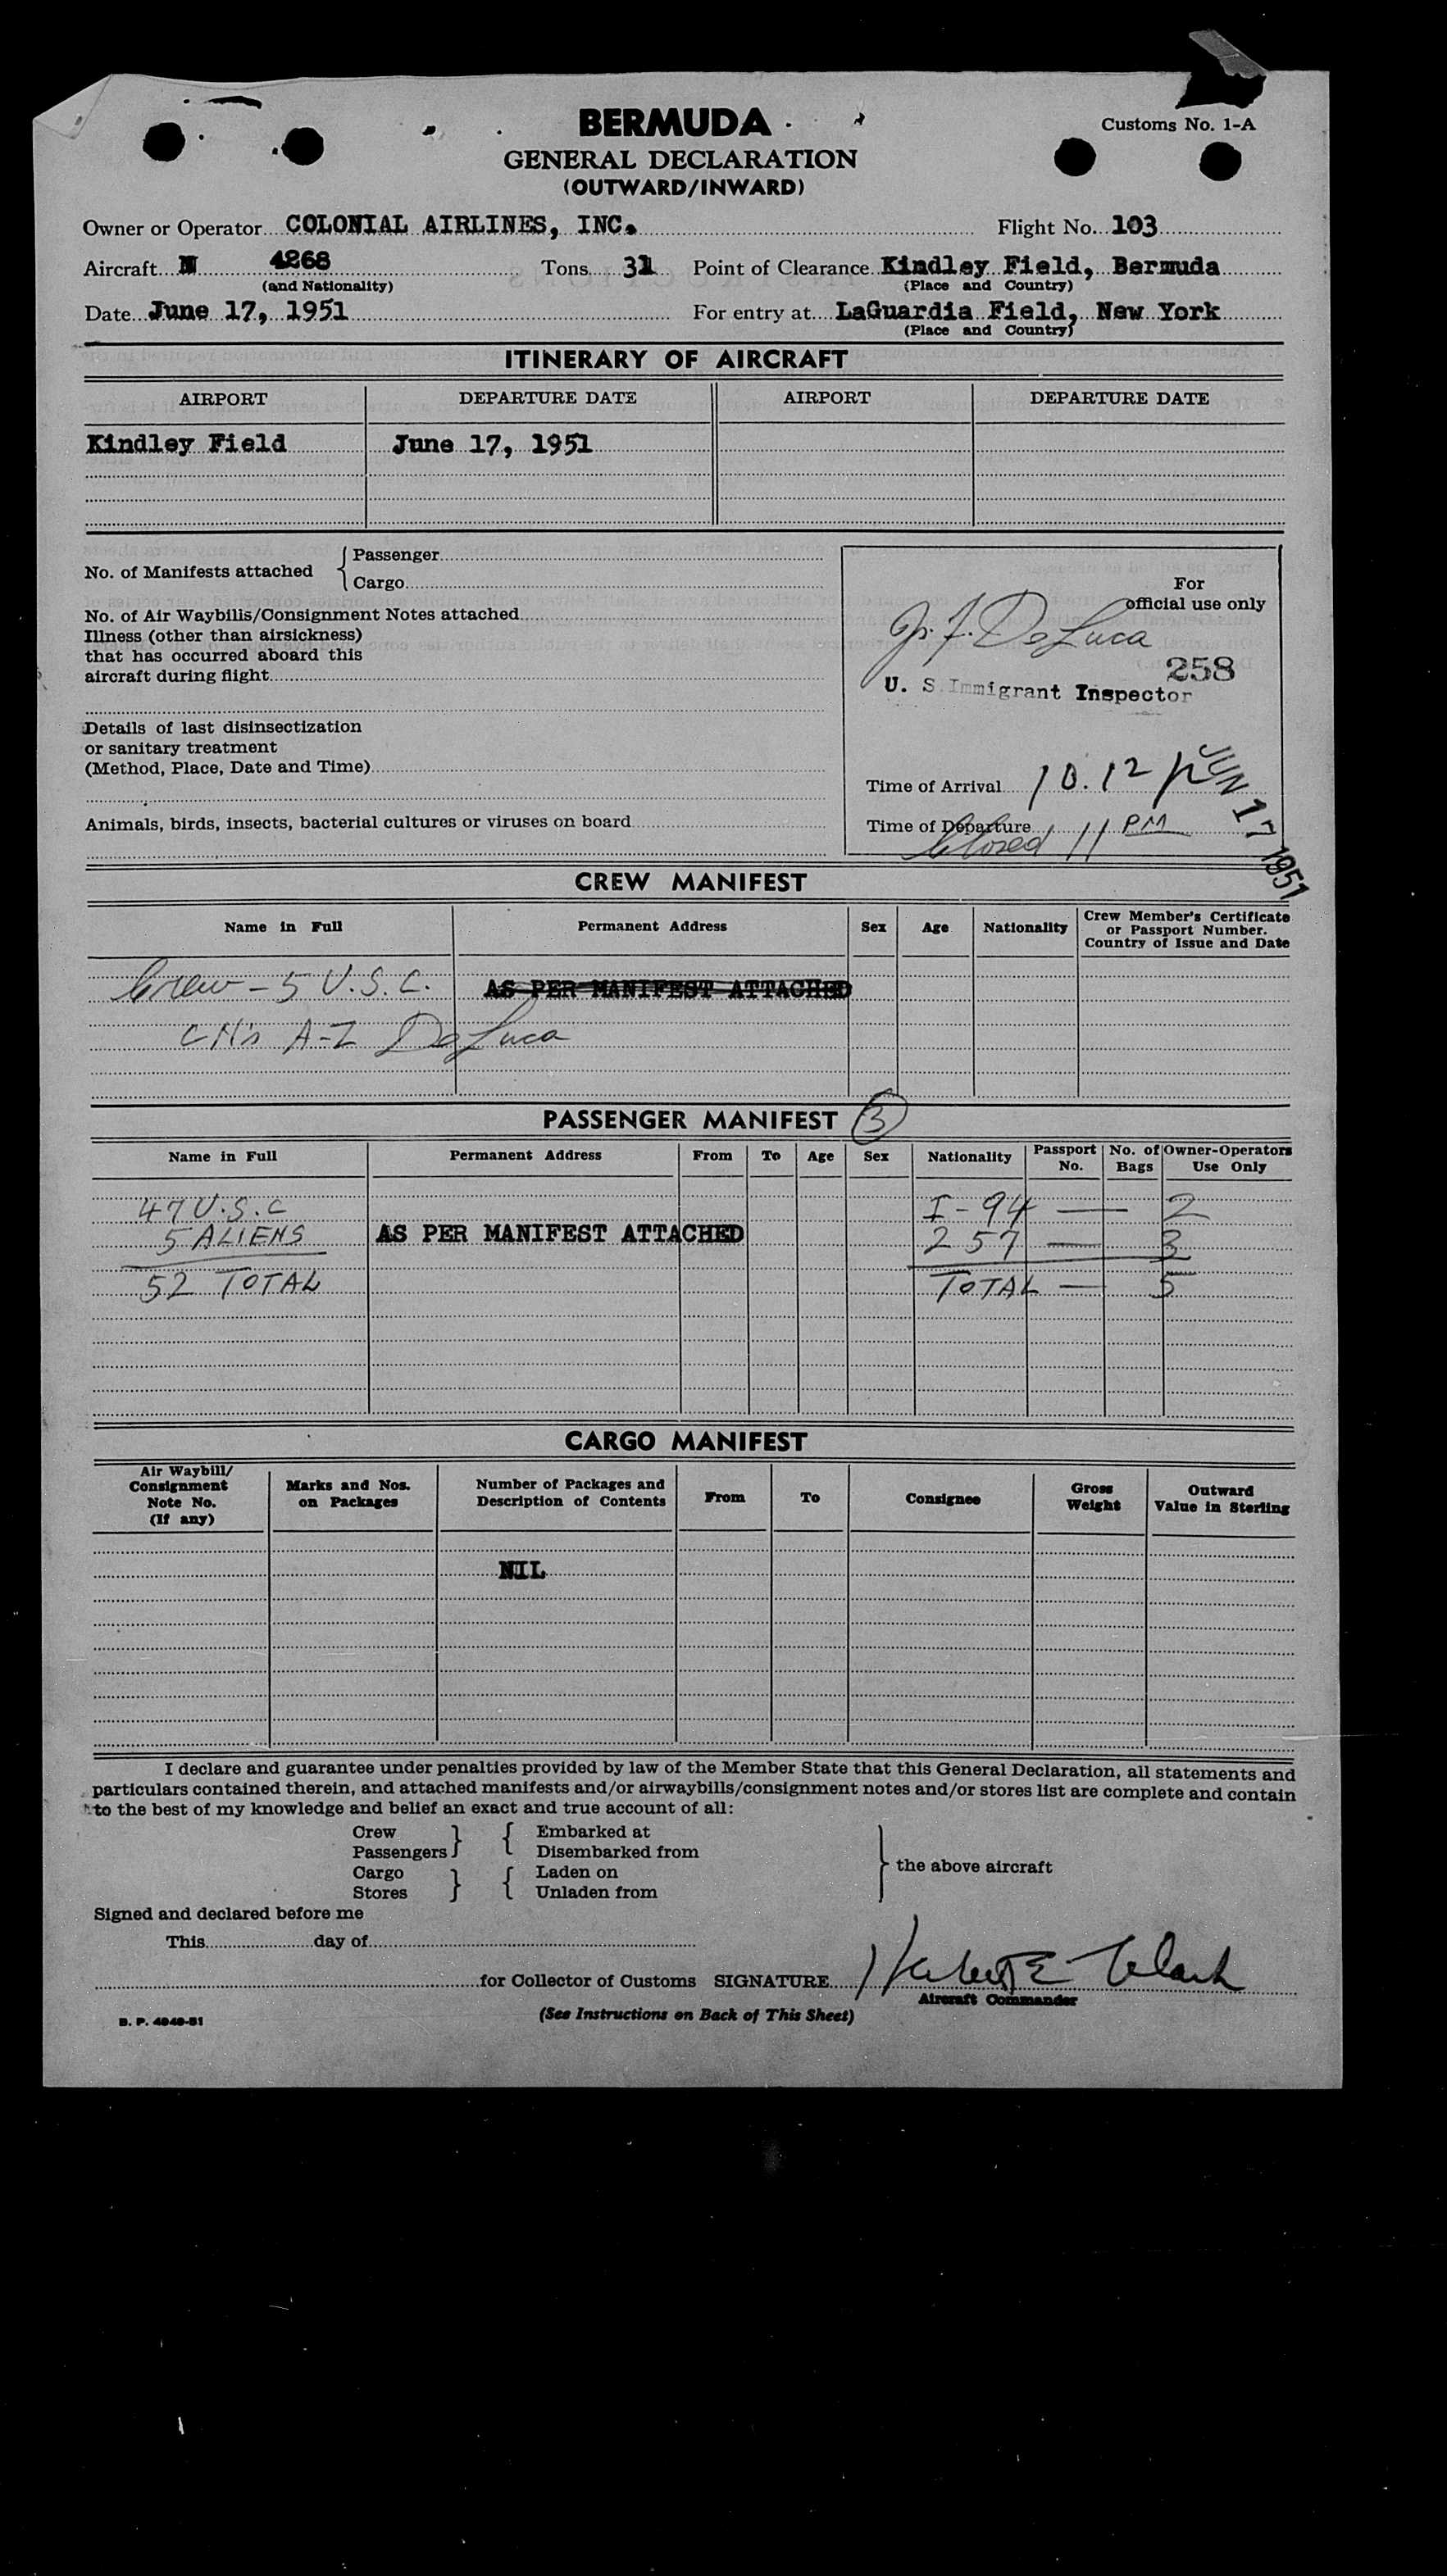 BERMUDA
Customs No. 1-A
GENERAL DECLARATION
(OUTWARD/INWARD)
Owner or Operator COLONIAL AIRLINES, INC. Flight No. 103
Aircraft N 4268 Tons 31 Point of Clearance Kindley Field, Bermuda
(and Nationality) (Place and Country)
Date June 17, 1951 For entry at LaGuardia Field, New York
(Place and Country)
ITINERARY OF AIRCRAFT
AIRPORT DEPARTURE DATE AIRPORT DEPARTURE DATE
Kindley Field June 17, 1951
No. of Manifests attached { Passenger
Cargo
No. of Air Waybills/Consignment Notes attached
Illness (other than airsickness)
that has occurred aboard this
aircraft during flight
Details of last disinsectization
or sanitary treatment
(Method, Place, Date and Time)
Animals, birds, insects, bacterial cultures or viruses on board
For
official use only
J. F. DeLuca
258
U. S. Immigrant Inspector
Time of Arrival 10.12 P
JUN 17 1951
Time of Departure 11 PM
Closed
CREW MANIFEST
Name in Full Permanent Address Sex Age Nationality Crew Member's Certificate
or Passport Number.
Country of Issue and Date
Crew - 5 U.S.C. AS PER MANIFEST ATTACHED
A-Z DeLuca
PASSENGER MANIFEST 3
Name in Full Permanent Address From To Age Sex Nationality Passport No. No. of Bags Owner-Operators Use Only
47 U.S.C I-94 — 2
5 ALIENS AS PER MANIFEST ATTACHED 257 — 3
52 TOTAL TOTAL — 5
CARGO MANIFEST
Air Waybill/
Consignment
Note No.
(If any)
Marks and Nos.
on Packages
Number of Packages and
Description of Contents
From To Consignee
Gross
Weight
Outward
Value in Sterling
NIL
I declare and guarantee under penalties provided by law of the Member State that this General Declaration, all statements and
particulars contained therein, and attached manifests and/or airwaybills/consignment notes and/or stores list are complete and contain
to the best of my knowledge and belief an exact and true account of all:
Crew } { Embarked at
Passengers Disembarked from
Cargo } { Laden on
Stores Unladen from
} the above aircraft
Signed and declared before me
This day of
for Collector of Customs SIGNATURE Herbert E Clark
Aircraft Commander
(See Instructions on Back of This Sheet)
B. P. 4040-51